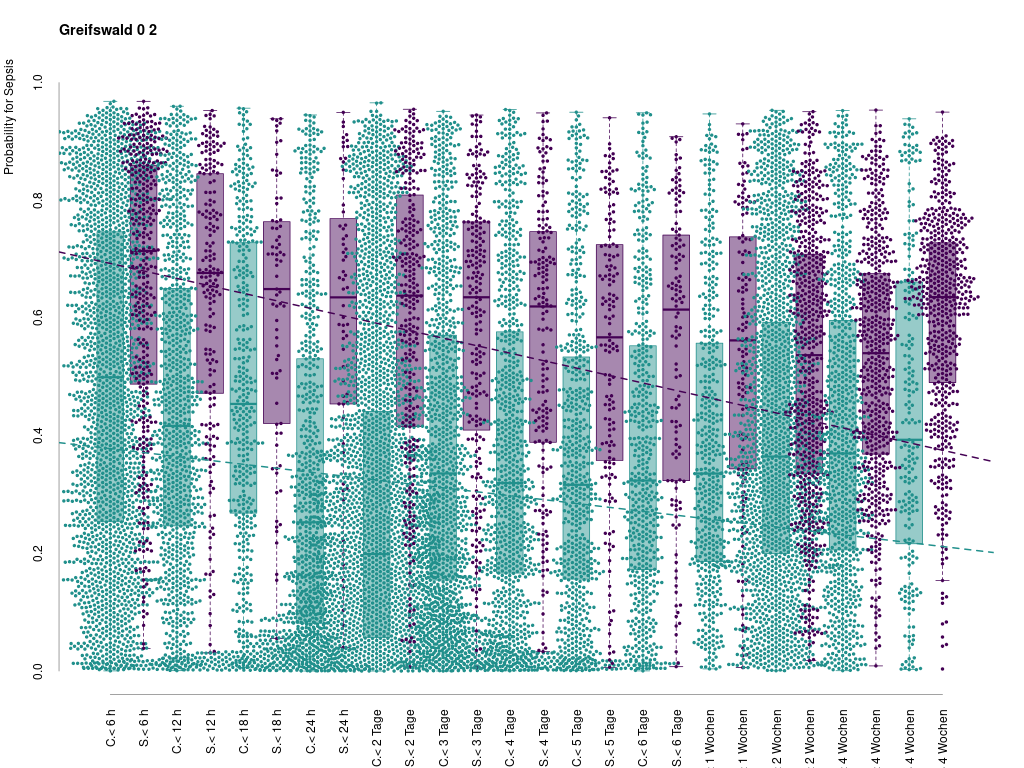 Greifswald 0 2
Probability for Sepsis
1.0
0.8
0.6
0.4
0.2
0.0
C.< 6 h
S.< 6 h
C.< 12 h
S.< 12 h
C.< 18 h
S.< 18 h
C.< 24 h
S.< 24 h
C.< 2 Tage
S.< 2 Tage
C.< 3 Tage
S.< 3 Tage
C.< 4 Tage
S.< 4 Tage
C.< 5 Tage
S.< 5 Tage
C.< 6 Tage
S.< 6 Tage
1 Wochen
1 Wochen
2 Wochen
2 Wochen
4 Wochen
4 Wochen
4 Wochen
4 Wochen